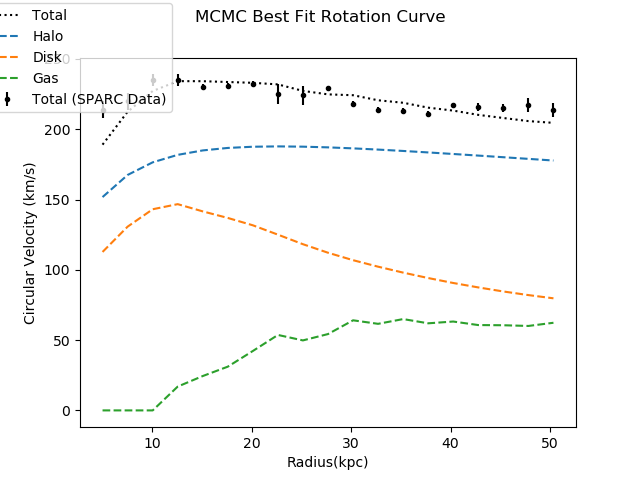 MCMC Best Fit Rotation Curve
Total
Halo
Disk
Gas
Total (SPARC Data)
250
200
150
100
50
0
Circular Velocity (km/s)
10 20 30 40 50
Radius(kpc)